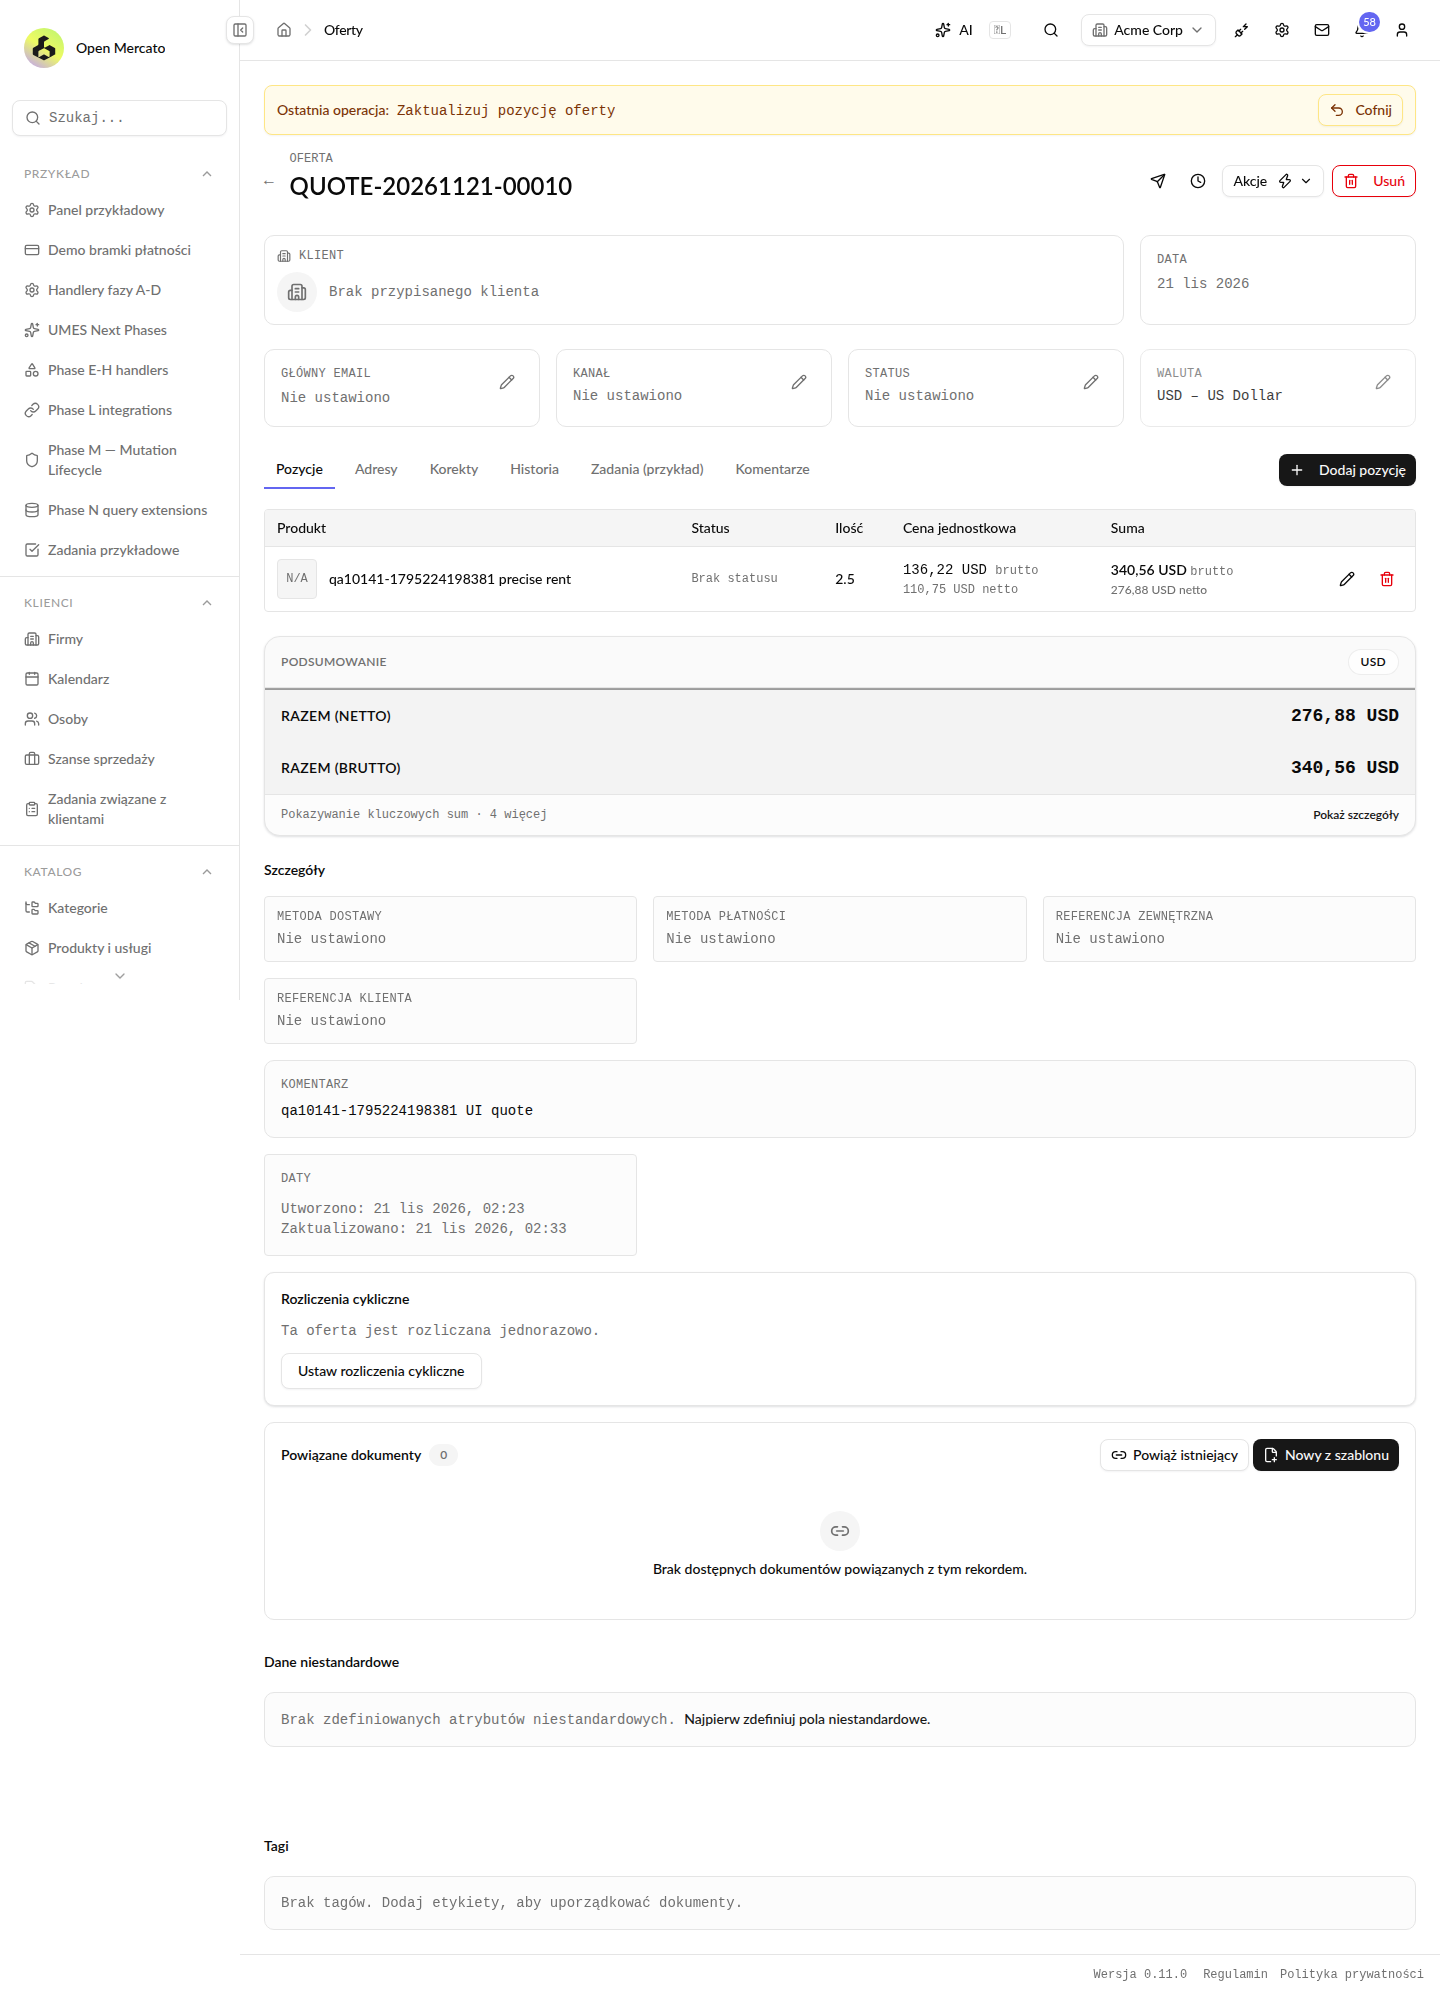 Open Mercato
Szukaj...
PRZYKŁAD
Panel przykładowy
Demo bramki płatności
Handlery fazy A-D
UMES Next Phases
Phase E-H handlers
Phase L integrations
Phase M — Mutation
Lifecycle
Phase N query extensions
Zadania przykładowe
KLIENCI
Firmy
Kalendarz
Osoby
Szanse sprzedaży
Zadania związane z
klientami
KATALOG
Kategorie
Produkty i usługi
Oferty
AI
L
Acme Corp
58
Ostatnia operacja: Zaktualizuj pozycję oferty
Cofnij
OFERTA
← QUOTE-20261121-00010
Akcje
Usuń
KLIENT
Brak przypisanego klienta
DATA
21 lis 2026
GŁÓWNY EMAIL
Nie ustawiono
KANAŁ
Nie ustawiono
STATUS
Nie ustawiono
WALUTA
USD – US Dollar
Pozycje Adresy Korekty Historia Zadania (przykład) Komentarze
Dodaj pozycję
Produkt Status Ilość Cena jednostkowa Suma
N/A qa10141-1795224198381 precise rent Brak statusu 2.5
136,22 USD brutto
110,75 USD netto
340,56 USD brutto
276,88 USD netto
PODSUMOWANIE USD
RAZEM (NETTO) 276,88 USD
RAZEM (BRUTTO) 340,56 USD
Pokazywanie kluczowych sum · 4 więcej Pokaż szczegóły
Szczegóły
METODA DOSTAWY
Nie ustawiono
METODA PŁATNOŚCI
Nie ustawiono
REFERENCJA ZEWNĘTRZNA
Nie ustawiono
REFERENCJA KLIENTA
Nie ustawiono
KOMENTARZ
qa10141-1795224198381 UI quote
DATY
Utworzono: 21 lis 2026, 02:23
Zaktualizowano: 21 lis 2026, 02:33
Rozliczenia cykliczne
Ta oferta jest rozliczana jednorazowo.
Ustaw rozliczenia cykliczne
Powiązane dokumenty 0
Powiąż istniejący
Nowy z szablonu
Brak dostępnych dokumentów powiązanych z tym rekordem.
Dane niestandardowe
Brak zdefiniowanych atrybutów niestandardowych. Najpierw zdefiniuj pola niestandardowe.
Tagi
Brak tagów. Dodaj etykiety, aby uporządkować dokumenty.
Wersja 0.11.0 Regulamin Polityka prywatności